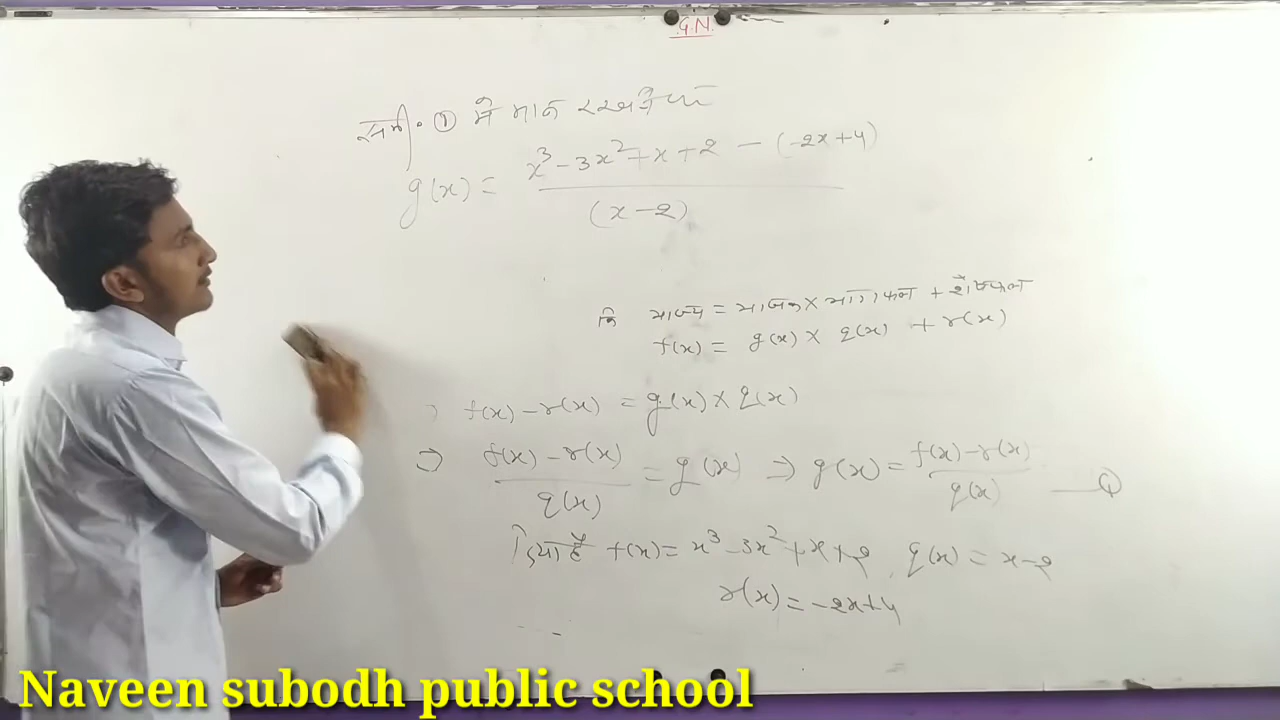 G.N.
समी० ① में मान रखने पर
g(x) = x³ - 3x² + x + 2 - (-2x+4)
(x-2)
कि भाज्य = भाजक × भागफल + शेषफल
f(x) = g(x) × q(x) + r(x)
f(x) - r(x) = g(x) × q(x)
⇒ f(x) - r(x) / q(x) = g(x) ⇒ g(x) = f(x) - r(x) / q(x) —①
दिया है f(x) = x³ - 3x² + x + 2, q(x) = x-2
r(x) = -2x+4
Naveen subodh public school